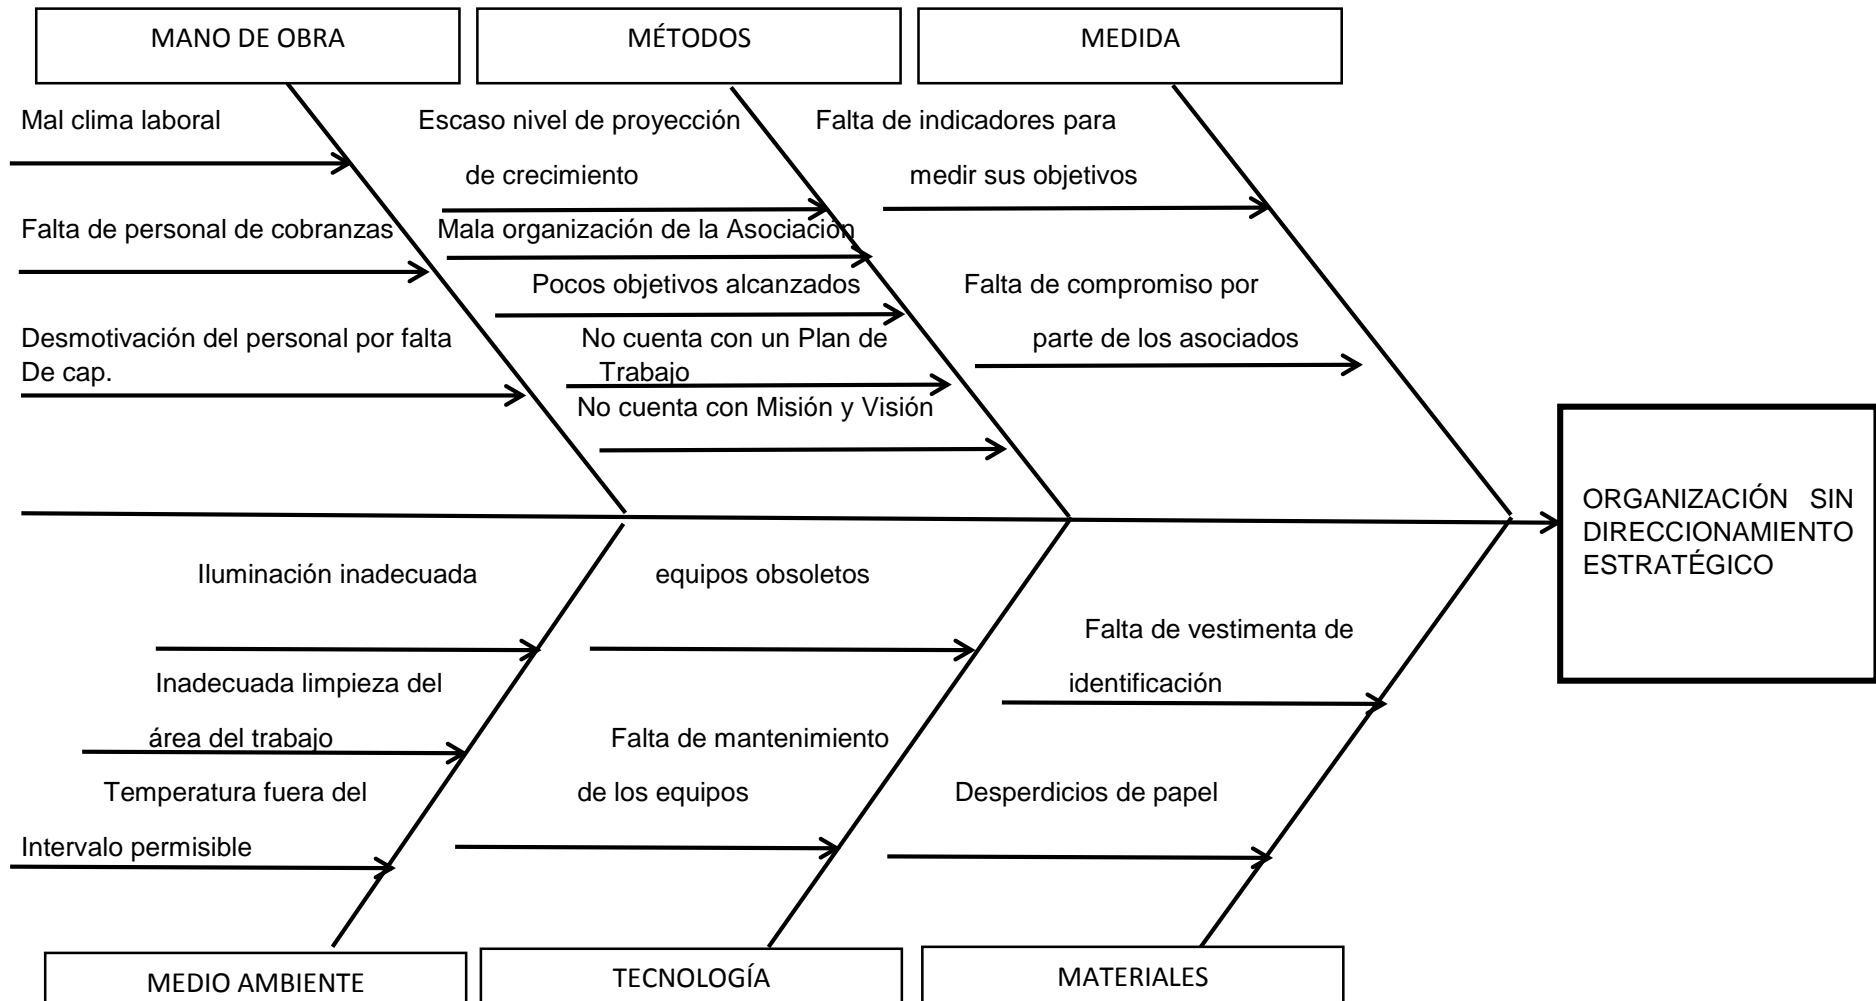 MANO DE OBRA
MÉTODOS
MEDIDA
Mal clima laboral
Falta de personal de cobranzas
Desmotivación del personal por falta
De cap.
Escaso nivel de proyección
de crecimiento
Mala organización de la Asociación
Pocos objetivos alcanzados
No cuenta con un Plan de
Trabajo
No cuenta con Misión y Visión
Falta de indicadores para
medir sus objetivos
Falta de compromiso por
parte de los asociados
ORGANIZACIÓN SIN
DIRECCIONAMIENTO
ESTRATÉGICO
Iluminación inadecuada
Inadecuada limpieza del
área del trabajo
Temperatura fuera del
Intervalo permisible
equipos obsoletos
Falta de mantenimiento
de los equipos
Falta de vestimenta de
identificación
Desperdicios de papel
MEDIO AMBIENTE
TECNOLOGÍA
MATERIALES